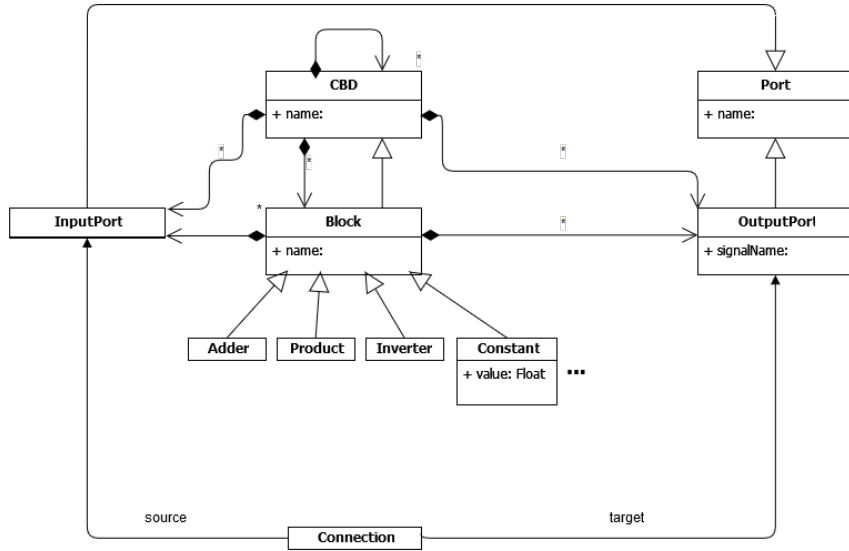 *
CBD
Port
+ name:
+ name:
*
*
*
*
InputPort
Block
OutputPort
*
+ name:
+ signalName:
Adder
Product
Inverter
Constant
+ value: Float
...
source
target
Connection